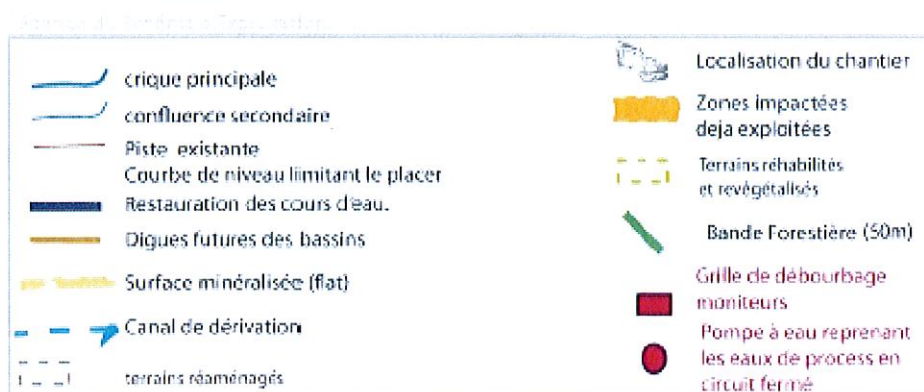 crique principale
confluence secondaire
Piste existante
Courbe de niveau liimitant le placer
Restauration des cours d'eau.
Digues futures des bassins
Surface minéralisée (flat)
Canal de dérivation
terrains réaménagés
Localisation du chantier
Zones impactées
deja exploitées
Terrains réhabilités
et revégétalisés
Bande Forestière (50m)
Grille de débourbage
moniteurs
Pompe à eau reprenant
les eaux de process en
circuit fermé